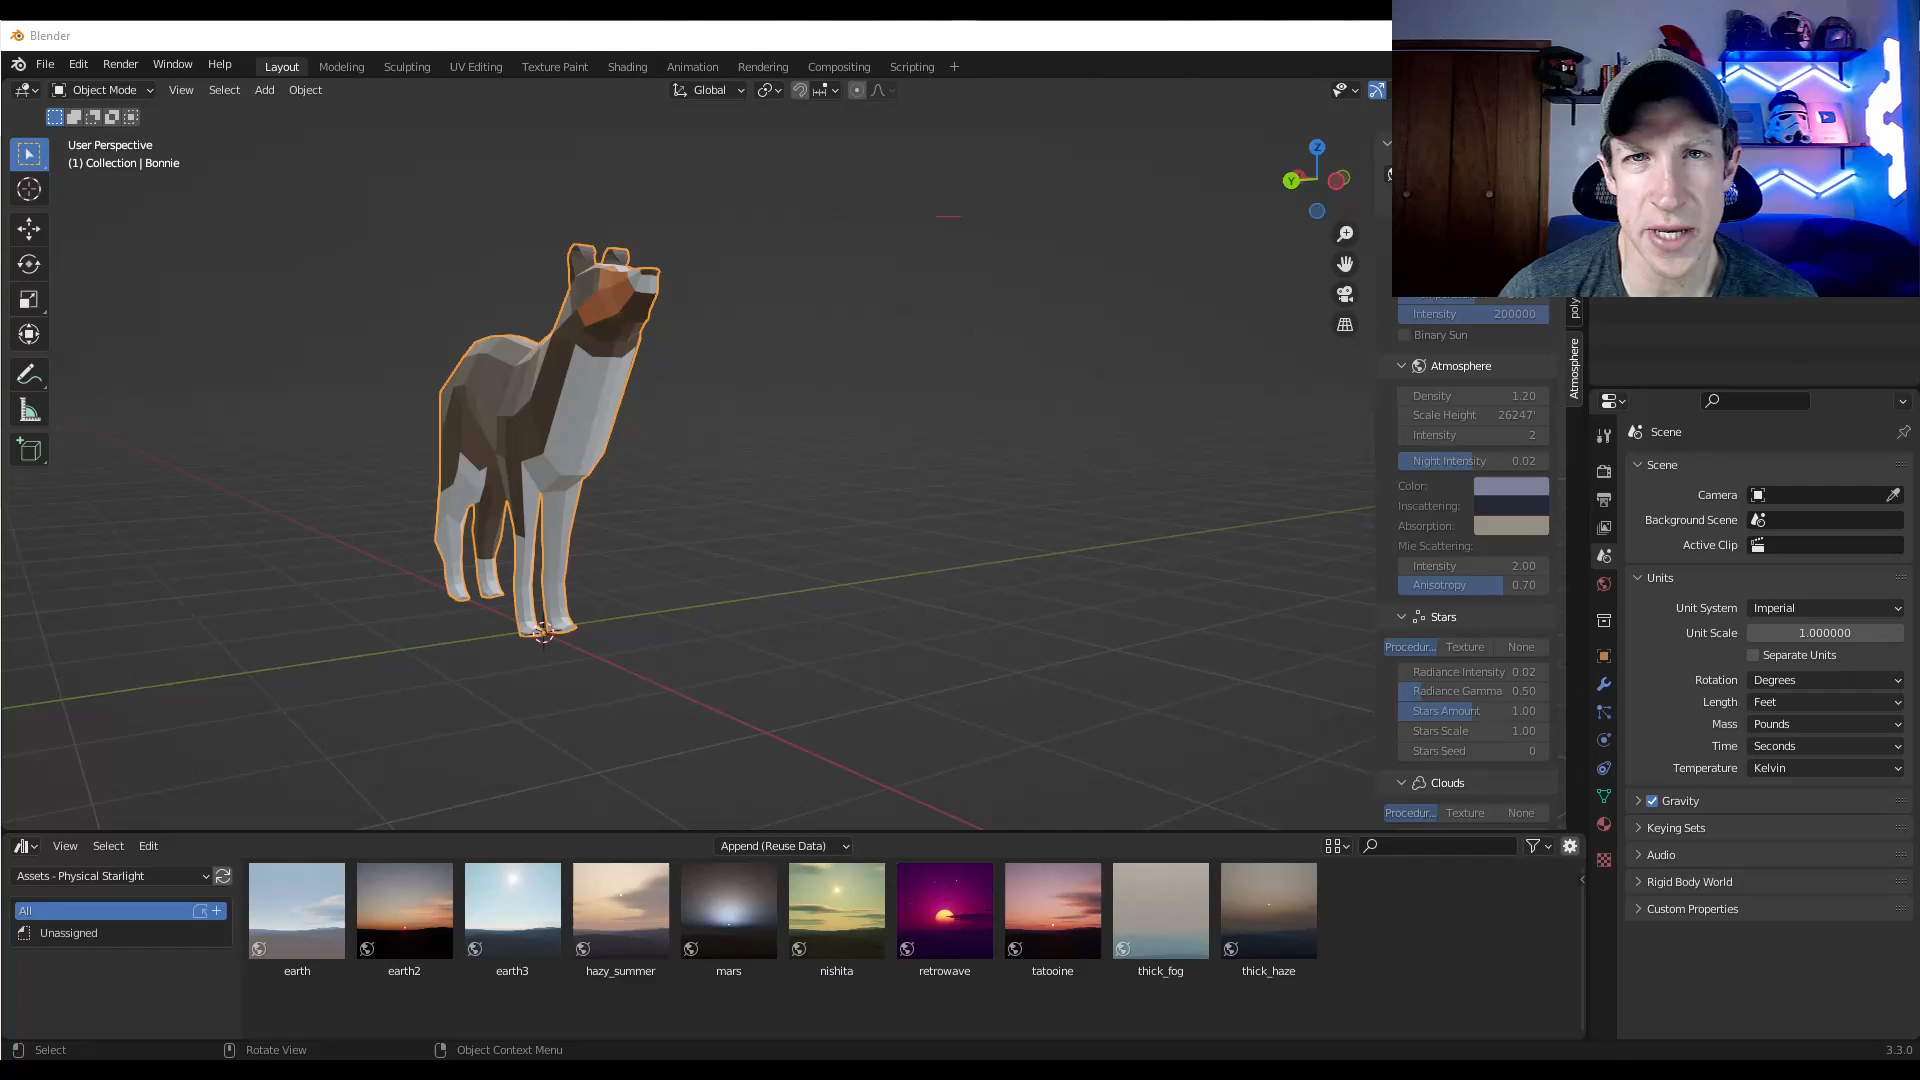 Blender
File Edit Render Window Help
Layout Modeling Sculpting UV Editing Texture Paint Shading Animation Rendering Compositing Scripting +
Object Mode View Select Add Object
Global
User Perspective
(1) Collection | Bonnie
Z
Y
Intensity 200000
Binary Sun
Atmosphere
Density 1.20
Scale Height 26247'
Intensity 2
Night Intensity 0.02
Color:
Inscattering:
Absorption:
Mie Scattering:
Intensity 2.00
Anisotropy 0.70
Stars
Procedur... Texture None
Radiance Intensity 0.02
Radiance Gamma 0.50
Stars Amount 1.00
Stars Scale 1.00
Stars Seed 0
Clouds
Procedur... Texture None
poly
Atmosphere
Scene
Scene
Camera
Background Scene
Active Clip
Units
Unit System Imperial
Unit Scale 1.000000
Separate Units
Rotation Degrees
Length Feet
Mass Pounds
Time Seconds
Temperature Kelvin
Gravity
Keying Sets
Audio
Rigid Body World
Custom Properties
View Select Edit
Append (Reuse Data)
Assets - Physical Starlight
All
Unassigned
earth earth2 earth3 hazy_summer mars nishita retrowave tatooine thick_fog thick_haze
Select Rotate View Object Context Menu
3.3.0